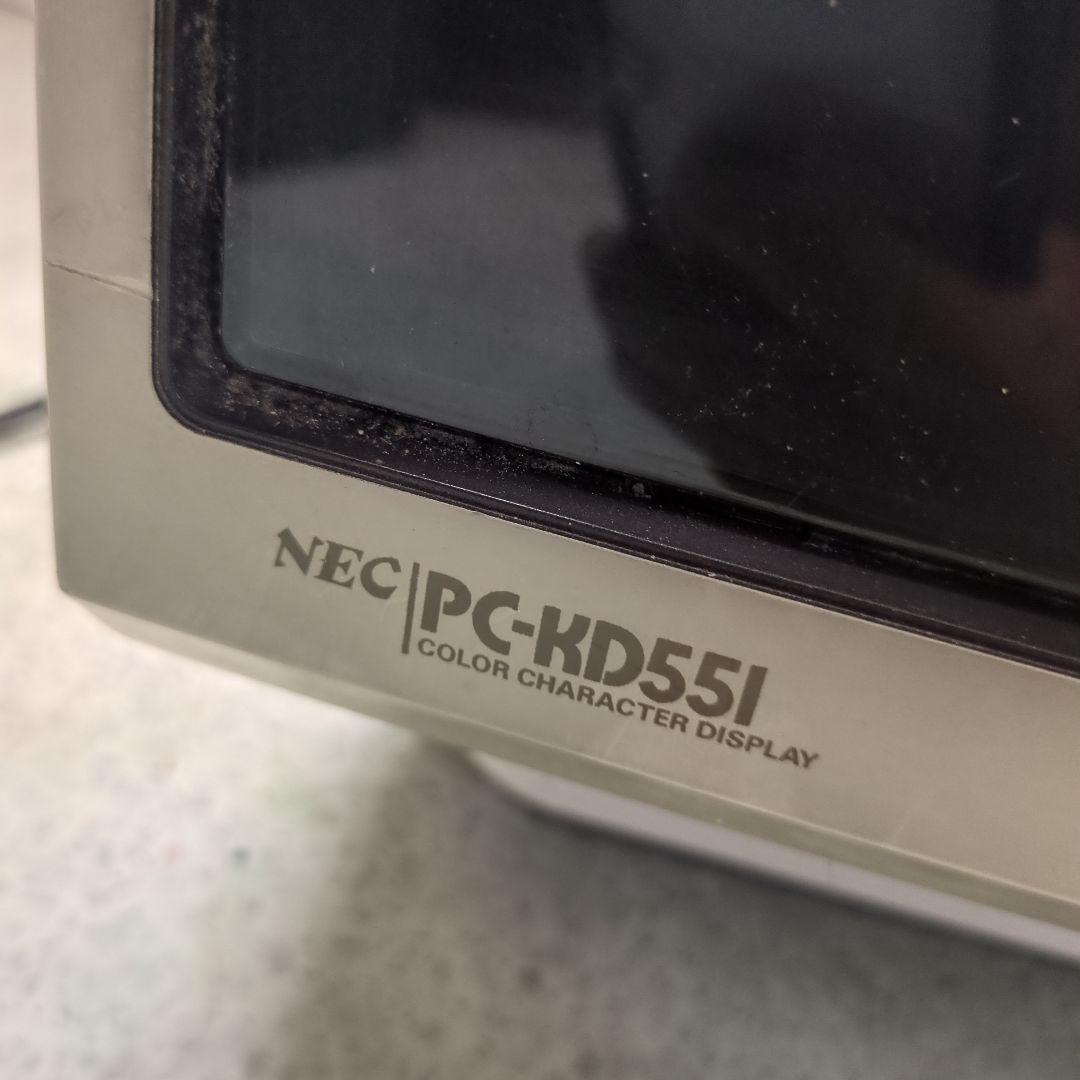 NEC PC-KD551
COLOR CHARACTER DISPLAY